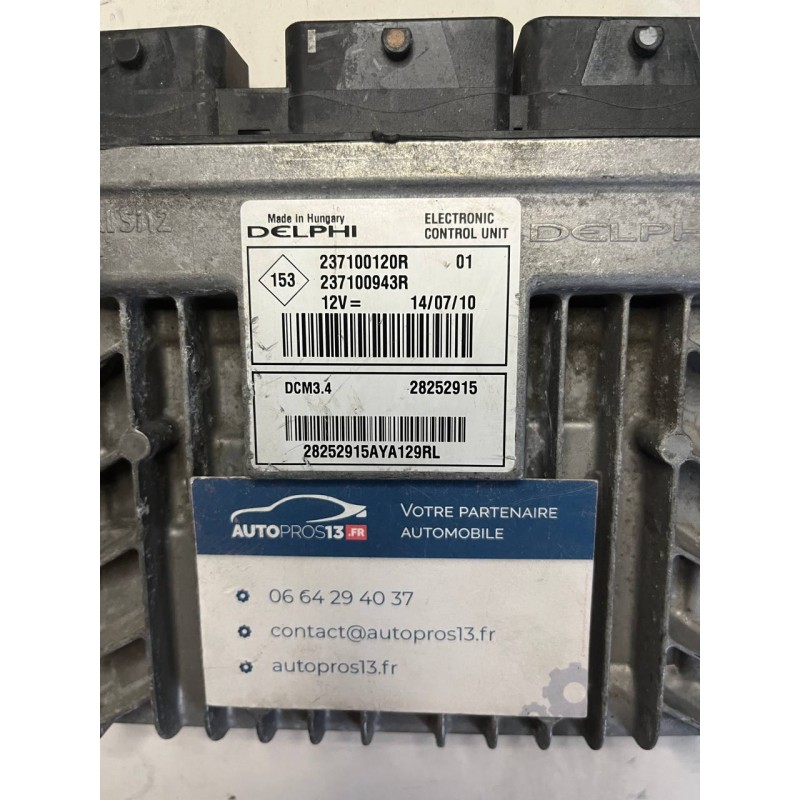 Made in Hungary
DELPHI
ELECTRONIC
CONTROL UNIT
DELPHI
153
237100120R 01
237100943R
12V= 14/07/10
DCM3.4 28252915
28252915AYA129RL
AUTOPROS13.FR
VOTRE PARTENAIRE
AUTOMOBILE
06 64 29 40 37
contact@autopros13.fr
autopros13.fr